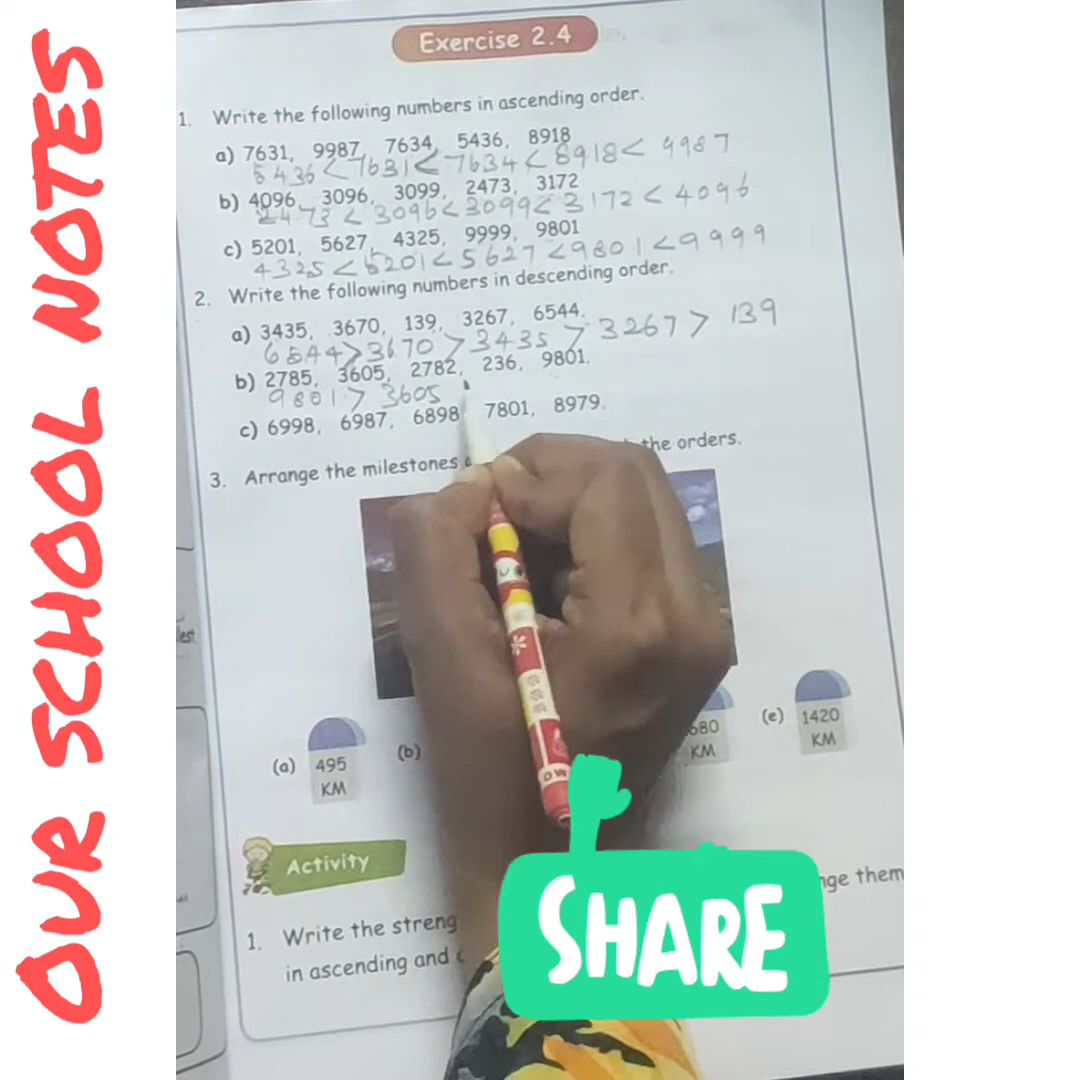 OUR SCHOOL NOTES
Exercise 2.4
1. Write the following numbers in ascending order.
a) 7631, 9987, 7634, 5436, 8918
5436 < 7631 < 7634 < 8918 < 9987
b) 4096, 3096, 3099, 2473, 3172
2473 < 3096 < 3099 < 3172 < 4096
c) 5201, 5627, 4325, 9999, 9801
4325 < 5201 < 5627 < 9801 < 9999
2. Write the following numbers in descending order.
a) 3435, 3670, 139, 3267, 6544.
6544 > 3670 > 3435 > 3267 > 139
b) 2785, 3605, 2782, 236, 9801.
9801 > 3605
c) 6998, 6987, 6898, 7801, 8979.
3. Arrange the milestones the orders.
(a) 495 KM
(b)
680 KM
(e) 1420 KM
Activity
1. Write the them
in ascending and
SHARE